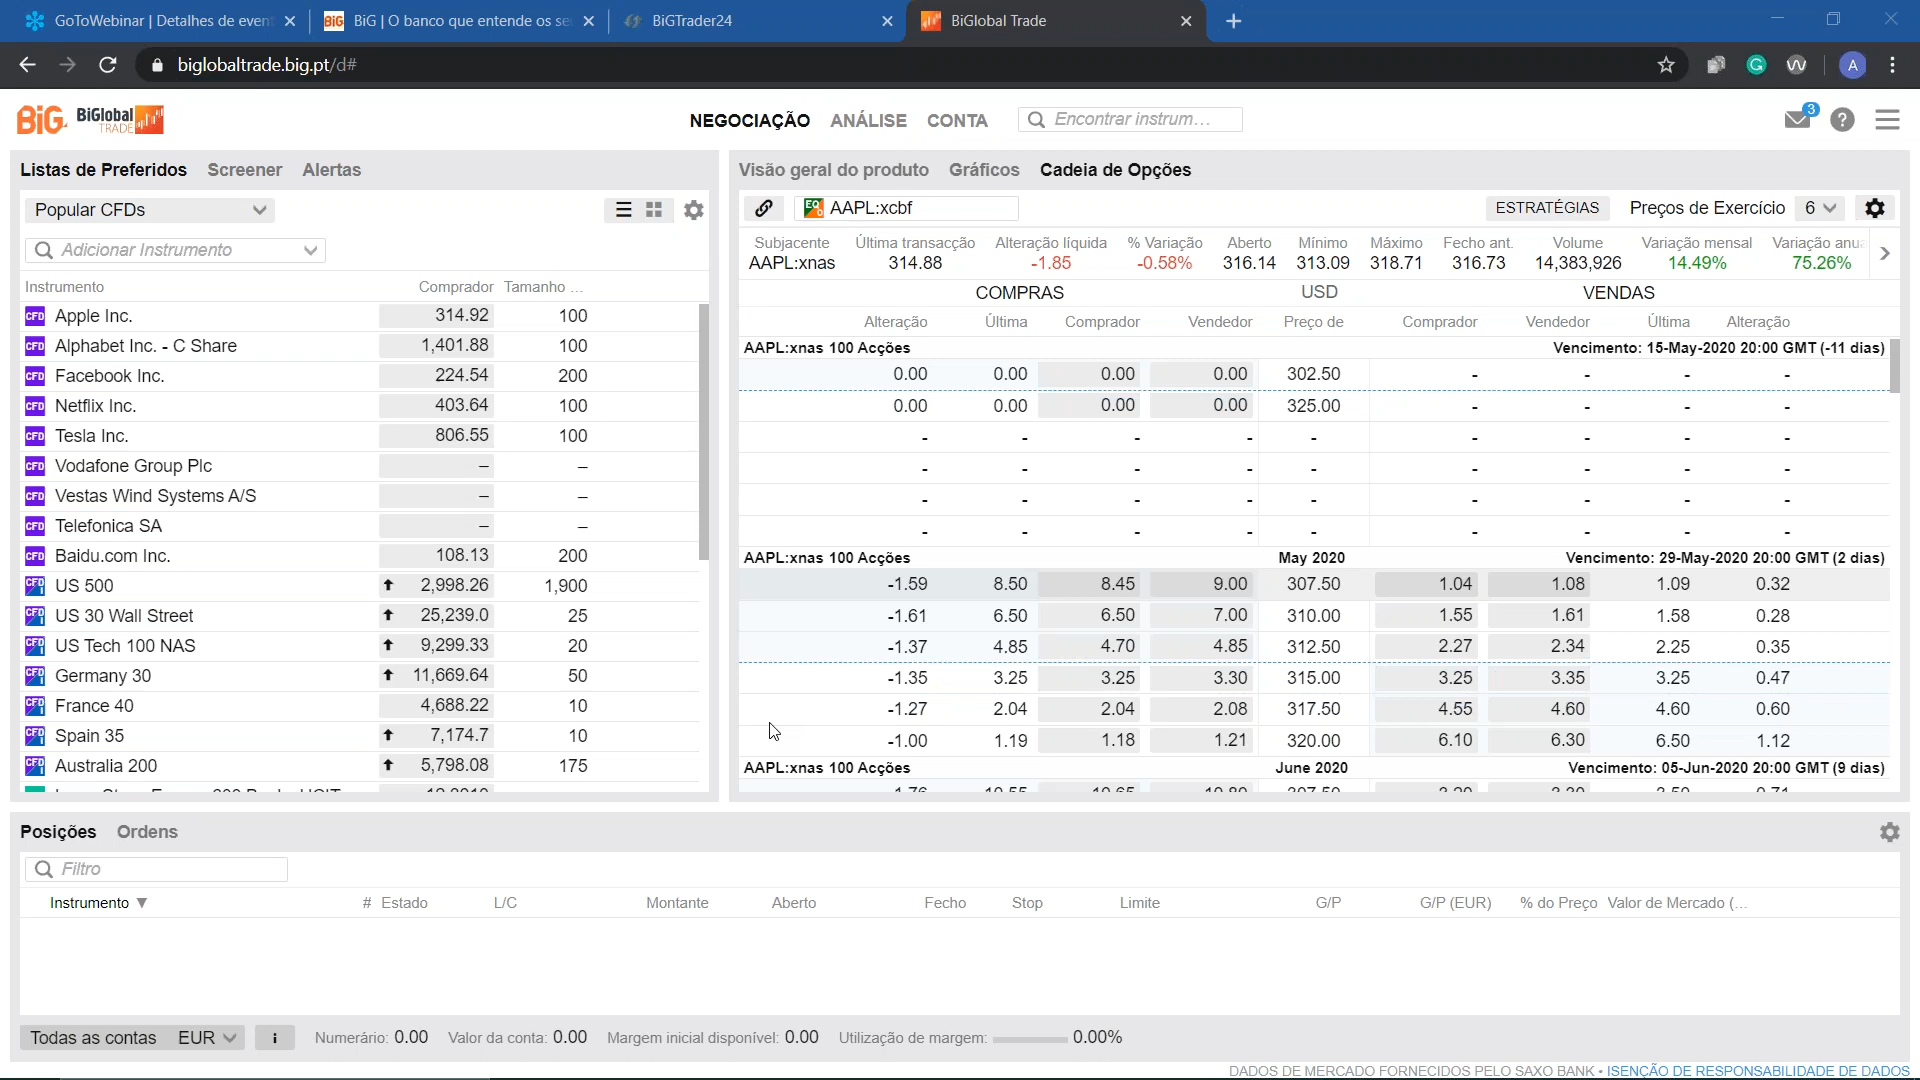 GoToWebinar | Detalhes de even
BiG | O banco que entende os se
BiGTrader24
BiGlobal Trade
biglobaltrade.big.pt/d#
A
BiG.
BiGlobal
TRADE
NEGOCIAÇÃO ANÁLISE CONTA
Encontrar instrum...
3
?
Listas de Preferidos Screener Alertas
Popular CFDs
Adicionar Instrumento
Instrumento Comprador Tamanho ...
CFD Apple Inc. 314.92 100
CFD Alphabet Inc. - C Share 1,401.88 100
CFD Facebook Inc. 224.54 200
CFD Netflix Inc. 403.64 100
CFD Tesla Inc. 806.55 100
CFD Vodafone Group Plc – –
CFD Vestas Wind Systems A/S – –
CFD Telefonica SA – –
CFD Baidu.com Inc. 108.13 200
CFD I US 500 2,998.26 1,900
CFD I US 30 Wall Street 25,239.0 25
CFD I US Tech 100 NAS 9,299.33 20
CFD I Germany 30 11,669.64 50
CFD I France 40 4,688.22 10
CFD I Spain 35 7,174.7 10
CFD I Australia 200 5,798.08 175
Visão geral do produto Gráficos Cadeia de Opções
AAPL:xcbf
ESTRATÉGIAS Preços de Exercício 6
Subjacente Última transacção Alteração líquida % Variação Aberto Mínimo Máximo Fecho ant. Volume Variação mensal Variação anua
AAPL:xnas 314.88 -1.85 -0.58% 316.14 313.09 318.71 316.73 14,383,926 14.49% 75.26%
COMPRAS USD VENDAS
Alteração Última Comprador Vendedor Preço de Comprador Vendedor Última Alteração
AAPL:xnas 100 Acções Vencimento: 15-May-2020 20:00 GMT (-11 dias)
0.00 0.00 0.00 0.00 302.50 - - - -
0.00 0.00 0.00 0.00 325.00 - - - -
- - - - - - - - -
- - - - - - - - -
- - - - - - - - -
- - - - - - - - -
AAPL:xnas 100 Acções May 2020 Vencimento: 29-May-2020 20:00 GMT (2 dias)
-1.59 8.50 8.45 9.00 307.50 1.04 1.08 1.09 0.32
-1.61 6.50 6.50 7.00 310.00 1.55 1.61 1.58 0.28
-1.37 4.85 4.70 4.85 312.50 2.27 2.34 2.25 0.35
-1.35 3.25 3.25 3.30 315.00 3.25 3.35 3.25 0.47
-1.27 2.04 2.04 2.08 317.50 4.55 4.60 4.60 0.60
-1.00 1.19 1.18 1.21 320.00 6.10 6.30 6.50 1.12
AAPL:xnas 100 Acções June 2020 Vencimento: 05-Jun-2020 20:00 GMT (9 dias)
Posições Ordens
Filtro
Instrumento ▼ # Estado L/C Montante Aberto Fecho Stop Limite G/P G/P (EUR) % do Preço Valor de Mercado (...
Todas as contas EUR i Numerário: 0.00 Valor da conta: 0.00 Margem inicial disponível: 0.00 Utilização de margem: 0.00%
DADOS DE MERCADO FORNECIDOS PELO SAXO BANK • ISENÇÃO DE RESPONSABILIDADE DE DADOS